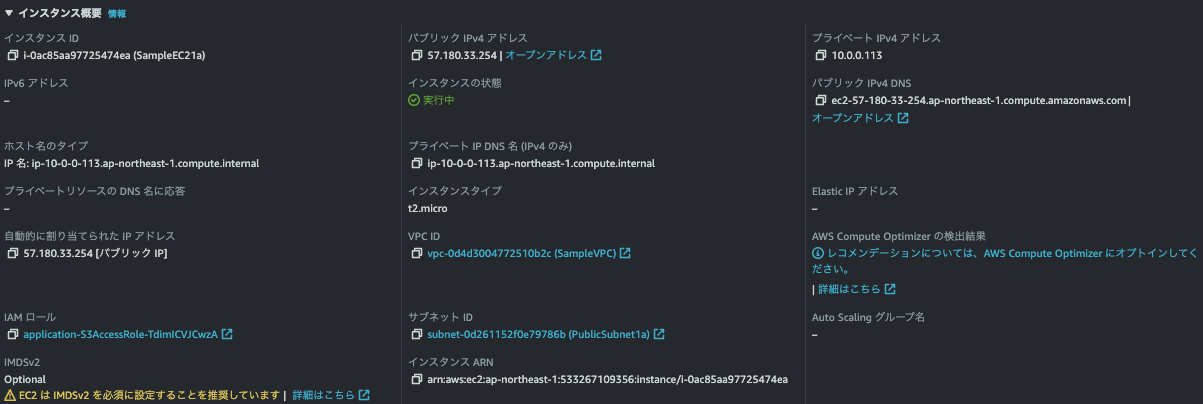 ▼ インスタンス概要 情報
インスタンス ID
i-0ac85aa97725474ea (SampleEC21a)
パブリック IPv4 アドレス
57.180.33.254 | オープンアドレス
プライベート IPv4 アドレス
10.0.0.113
IPv6 アドレス
–
インスタンスの状態
実行中
パブリック IPv4 DNS
ec2-57-180-33-254.ap-northeast-1.compute.amazonaws.com |
オープンアドレス
ホスト名のタイプ
IP 名: ip-10-0-0-113.ap-northeast-1.compute.internal
プライベート IP DNS 名 (IPv4 のみ)
ip-10-0-0-113.ap-northeast-1.compute.internal
プライベートリソースの DNS 名に応答
–
インスタンスタイプ
t2.micro
Elastic IP アドレス
–
自動的に割り当てられた IP アドレス
57.180.33.254 [パブリック IP]
VPC ID
vpc-0d4d3004772510b2c (SampleVPC)
AWS Compute Optimizer の検出結果
レコメンデーションについては、AWS Compute Optimizer にオプトインしてく
ださい。
| 詳細はこちら
IAM ロール
application-S3AccessRole-TdimICVJCwzA
サブネット ID
subnet-0d261152f0e79786b (PublicSubnet1a)
Auto Scaling グループ名
–
IMDSv2
Optional
EC2 は IMDSv2 を必須に設定することを推奨しています | 詳細はこちら
インスタンス ARN
arn:aws:ec2:ap-northeast-1:533267109356:instance/i-0ac85aa97725474ea